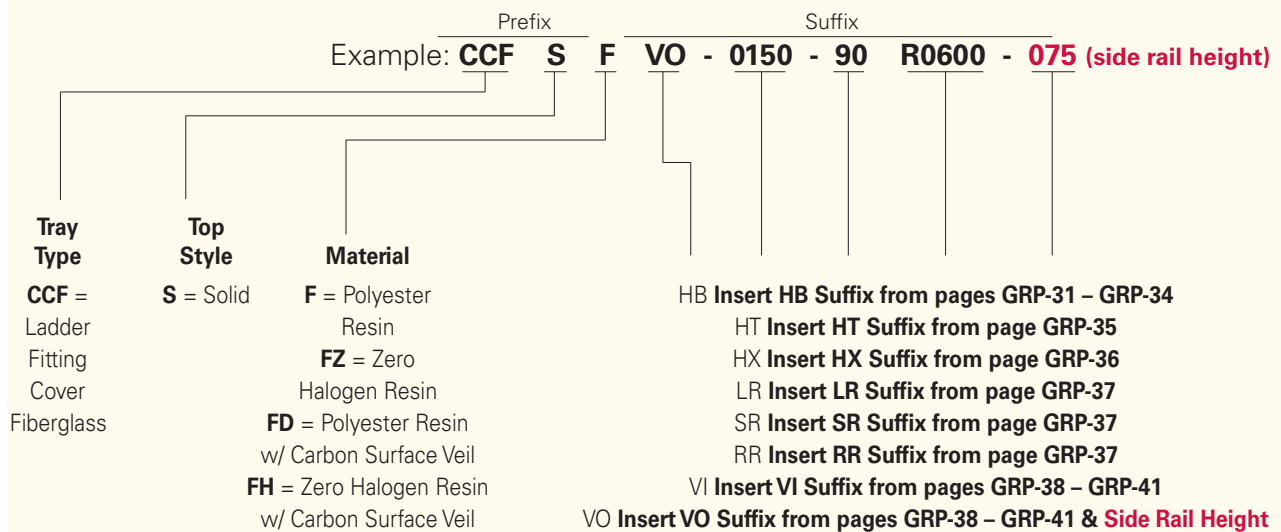 Prefix Suffix
Example: CCF S F VO - 0150 - 90 R0600 - 075 (side rail height)
Tray
Type
CCF =
Ladder
Fitting
Cover
Fiberglass
Top
Style
S = Solid
Material
F = Polyester
Resin
FZ = Zero
Halogen Resin
FD = Polyester Resin
w/ Carbon Surface Veil
FH = Zero Halogen Resin
w/ Carbon Surface Veil
HB Insert HB Suffix from pages GRP-31 – GRP-34
HT Insert HT Suffix from page GRP-35
HX Insert HX Suffix from page GRP-36
LR Insert LR Suffix from page GRP-37
SR Insert SR Suffix from page GRP-37
RR Insert RR Suffix from page GRP-37
VI Insert VI Suffix from pages GRP-38 – GRP-41
VO Insert VO Suffix from pages GRP-38 – GRP-41 & Side Rail Height